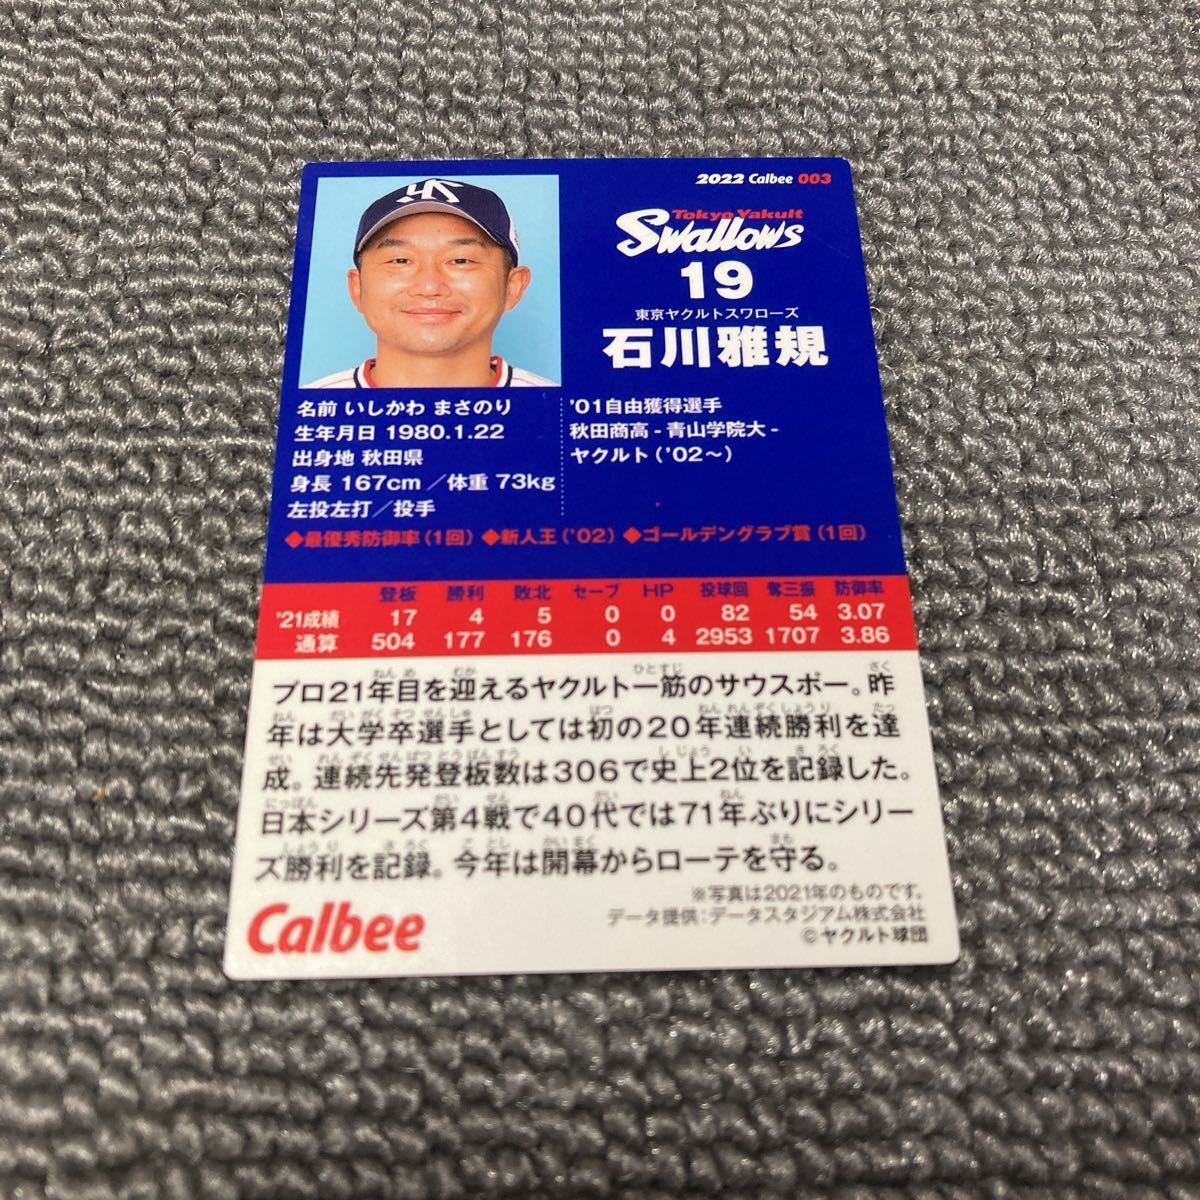 2022 Calbee 003
Tokyo Yakult
Swallows
19
東京ヤクルトスワローズ
石川雅規
名前 いしかわ まさのり
生年月日 1980.1.22
出身地 秋田県
身長 167cm／体重 73kg
左投左打／投手
'01自由獲得選手
秋田商高-青山学院大-
ヤクルト('02～)
◆最優秀防御率(1回) ◆新人王('02) ◆ゴールデングラブ賞(1回)
登板 勝利 敗北 セーブ HP 投球回 奪三振 防御率
'21成績 17 4 5 0 0 82 54 3.07
通算 504 177 176 0 4 2953 1707 3.86
プロ21年目を迎えるヤクルト一筋のサウスポー。昨
年は大学卒選手としては初の20年連続勝利を達
成。連続先発登板数は306で史上2位を記録した。
日本シリーズ第4戦で40代では71年ぶりにシリー
ズ勝利を記録。今年は開幕からローテを守る。
※写真は2021年のものです。
データ提供：データスタジアム株式会社
©ヤクルト球団
Calbee